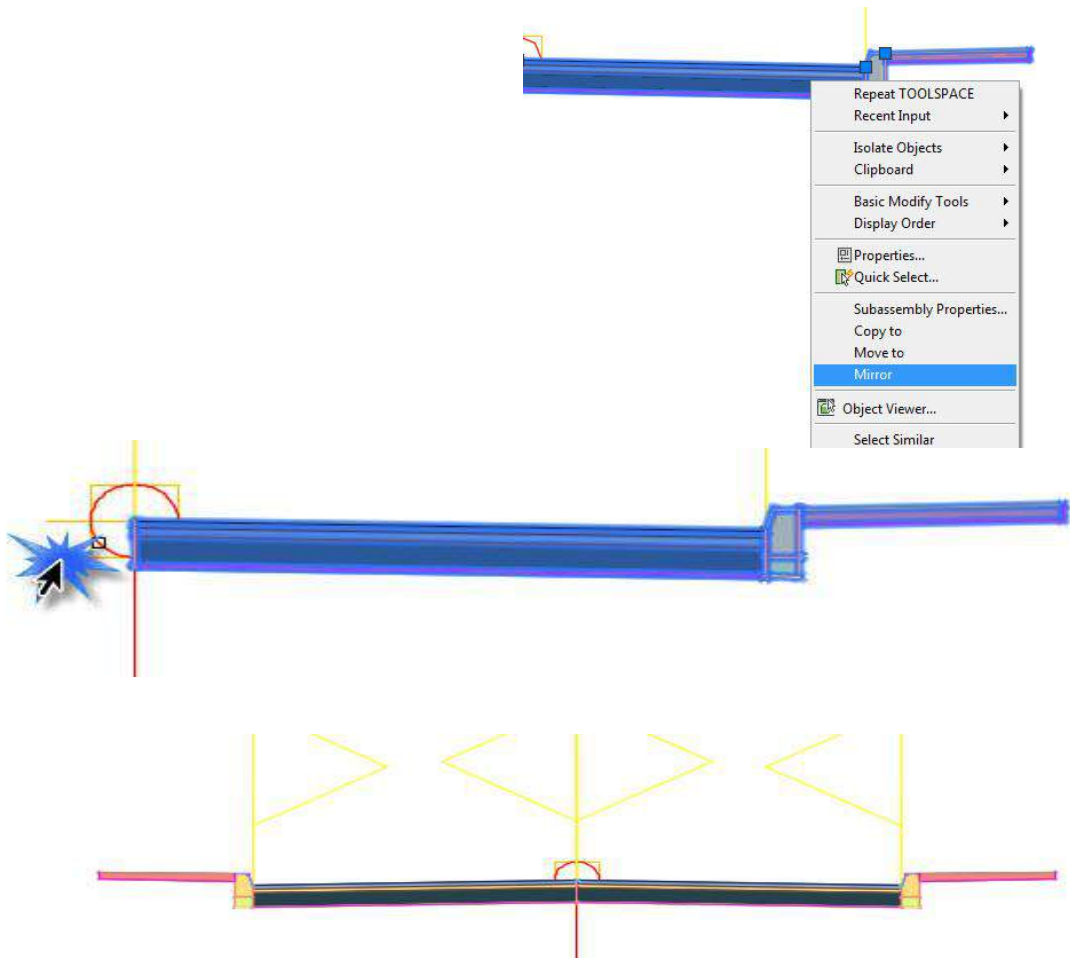 Repeat TOOLSPACE
Recent Input
Isolate Objects
Clipboard
Basic Modify Tools
Display Order
Properties...
Quick Select...
Subassembly Properties...
Copy to
Move to
Mirror
Object Viewer...
Select Similar